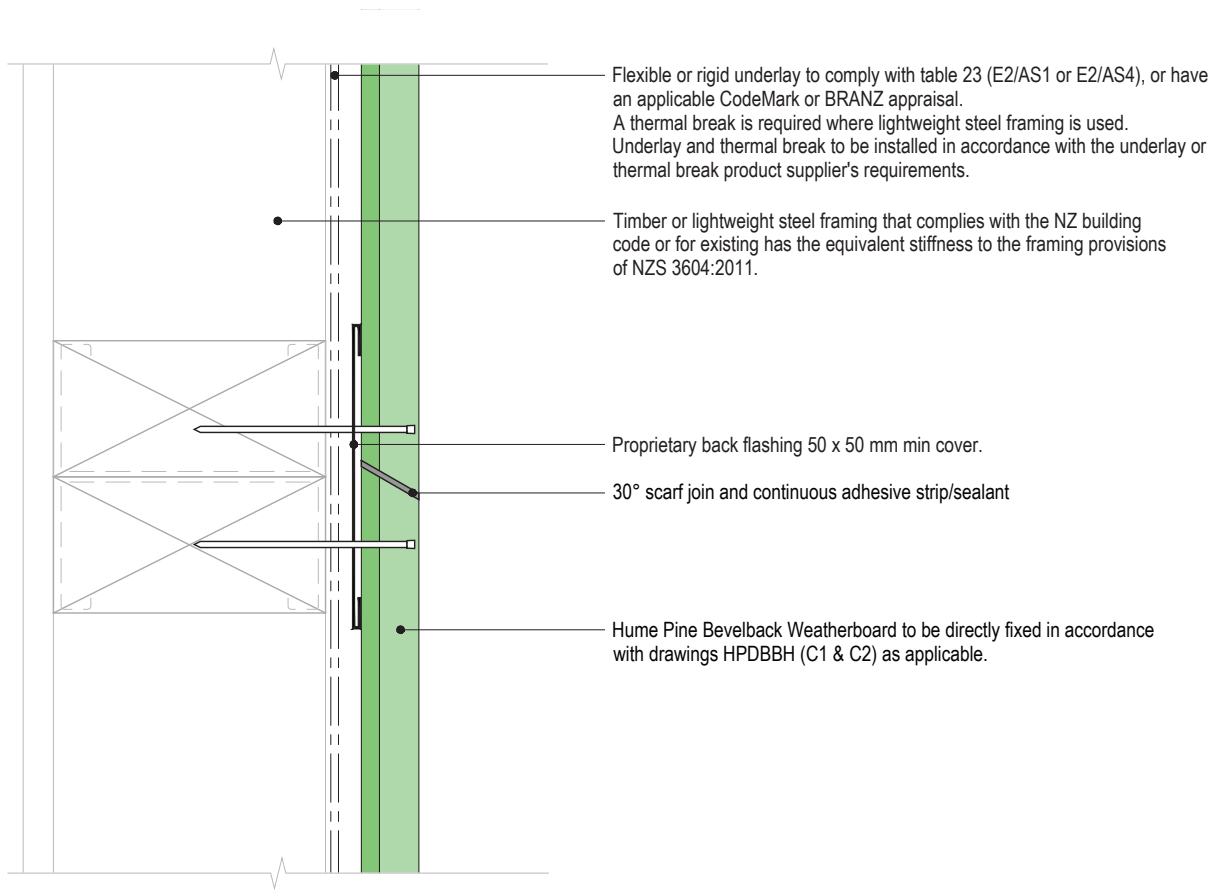 Flexible or rigid underlay to comply with table 23 (E2/AS1 or E2/AS4), or have
an applicable CodeMark or BRANZ appraisal.
A thermal break is required where lightweight steel framing is used.
Underlay and thermal break to be installed in accordance with the underlay or
thermal break product supplier's requirements.
Timber or lightweight steel framing that complies with the NZ building
code or for existing has the equivalent stiffness to the framing provisions
of NZS 3604:2011.
Proprietary back flashing 50 x 50 mm min cover.
30° scarf join and continuous adhesive strip/sealant
Hume Pine Bevelback Weatherboard to be directly fixed in accordance
with drawings HPDBBH (C1 & C2) as applicable.